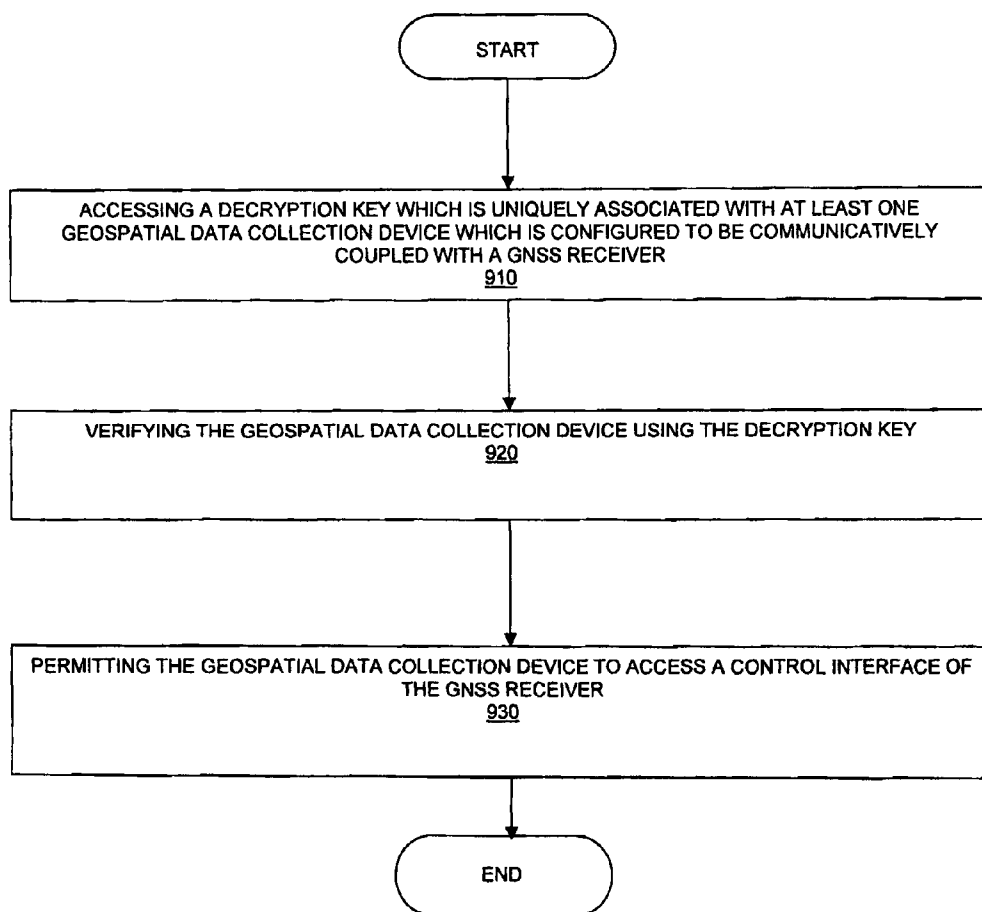 START
ACCESSING A DECRYPTION KEY WHICH IS UNIQUELY ASSOCIATED WITH AT LEAST ONE
GEOSPATIAL DATA COLLECTION DEVICE WHICH IS CONFIGURED TO BE COMMUNICATIVELY
COUPLED WITH A GNSS RECEIVER
910
VERIFYING THE GEOSPATIAL DATA COLLECTION DEVICE USING THE DECRYPTION KEY
920
PERMITTING THE GEOSPATIAL DATA COLLECTION DEVICE TO ACCESS A CONTROL INTERFACE OF
THE GNSS RECEIVER
930
END